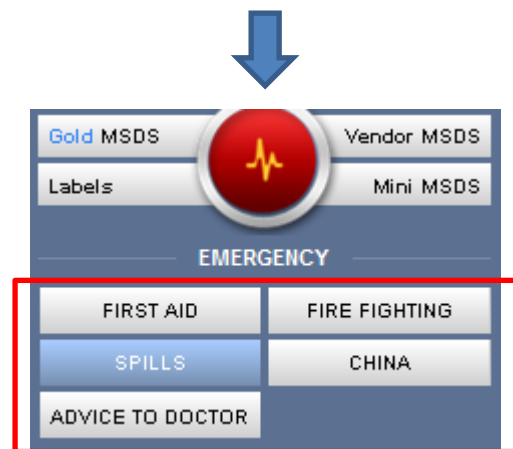 Gold MSDS Vendor MSDS
Labels Mini MSDS
EMERGENCY
FIRST AID FIRE FIGHTING
SPILLS CHINA
ADVICE TO DOCTOR